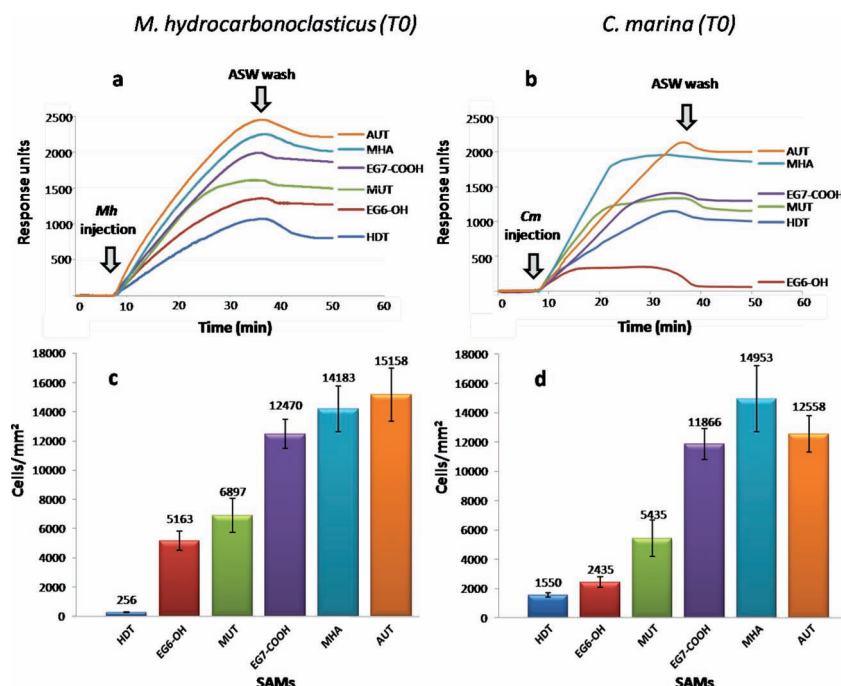 M. hydrocarbonoclasticus (T0)
C. marina (T0)
a
ASW wash
Response units
2500
2000
1500
1000
500
Mh
injection
AUT
MHA
EG7-COOH
MUT
EG6-OH
HDT
0 10 20 30 40 50 60
Time (min)
b
ASW wash
Response units
2500
2000
1500
1000
500
Cm
injection
AUT
MHA
EG7-COOH
MUT
HDT
EG6-OH
0 10 20 30 40 50 60
Time (min)
c
Cells/mm²
18000
16000
14000
12000
10000
8000
6000
4000
2000
0
256
5163
6897
12470
14183
15158
HDT
EG6-OH
MUT
EG7-COOH
MHA
AUT
SAMs
d
Cells/mm²
18000
16000
14000
12000
10000
8000
6000
4000
2000
0
1550
2435
5435
11866
14953
12558
HDT
EG6-OH
MUT
EG7-COOH
MHA
AUT
SAMs